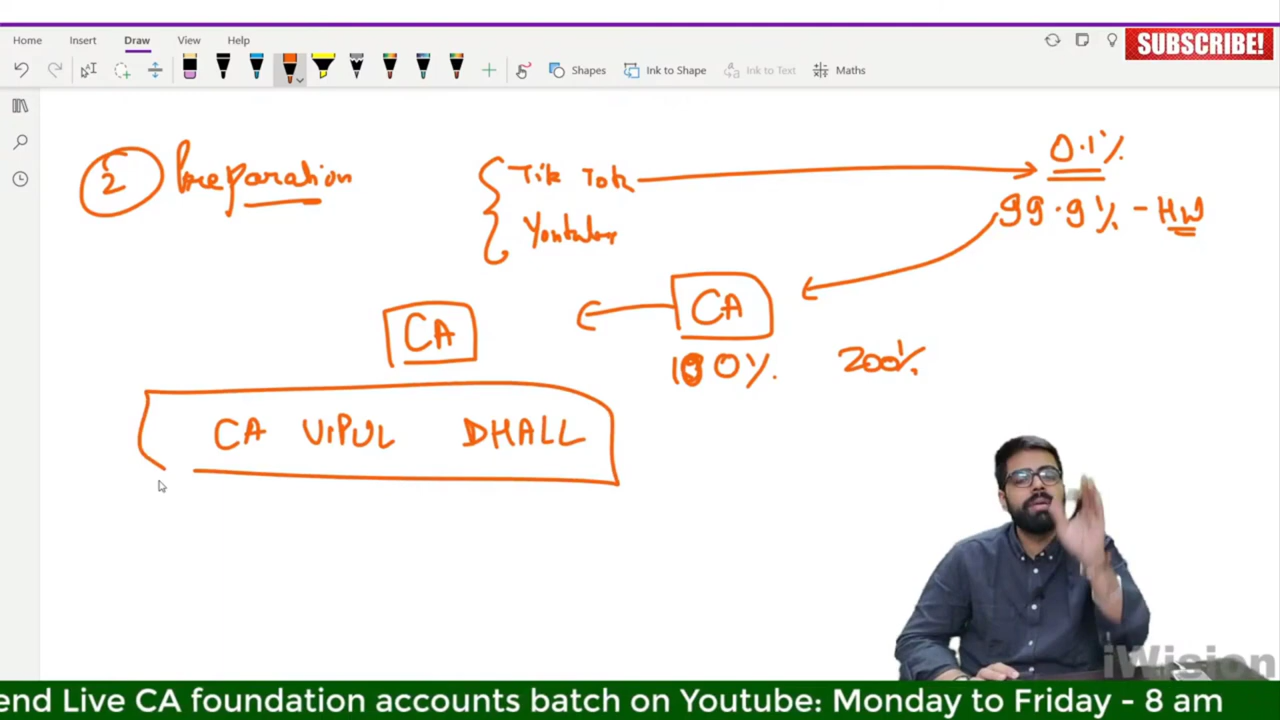 SUBSCRIBE!
Home Insert Draw View Help
Shapes Ink to Shape Ink to Text Maths
2 Preparation
Tik Tok
Youtuber
0.1%
99.9% - HW
CA
CA
100% 200%
CA VIPUL DHALL
iWision
end Live CA foundation accounts batch on Youtube: Monday to Friday - 8 am